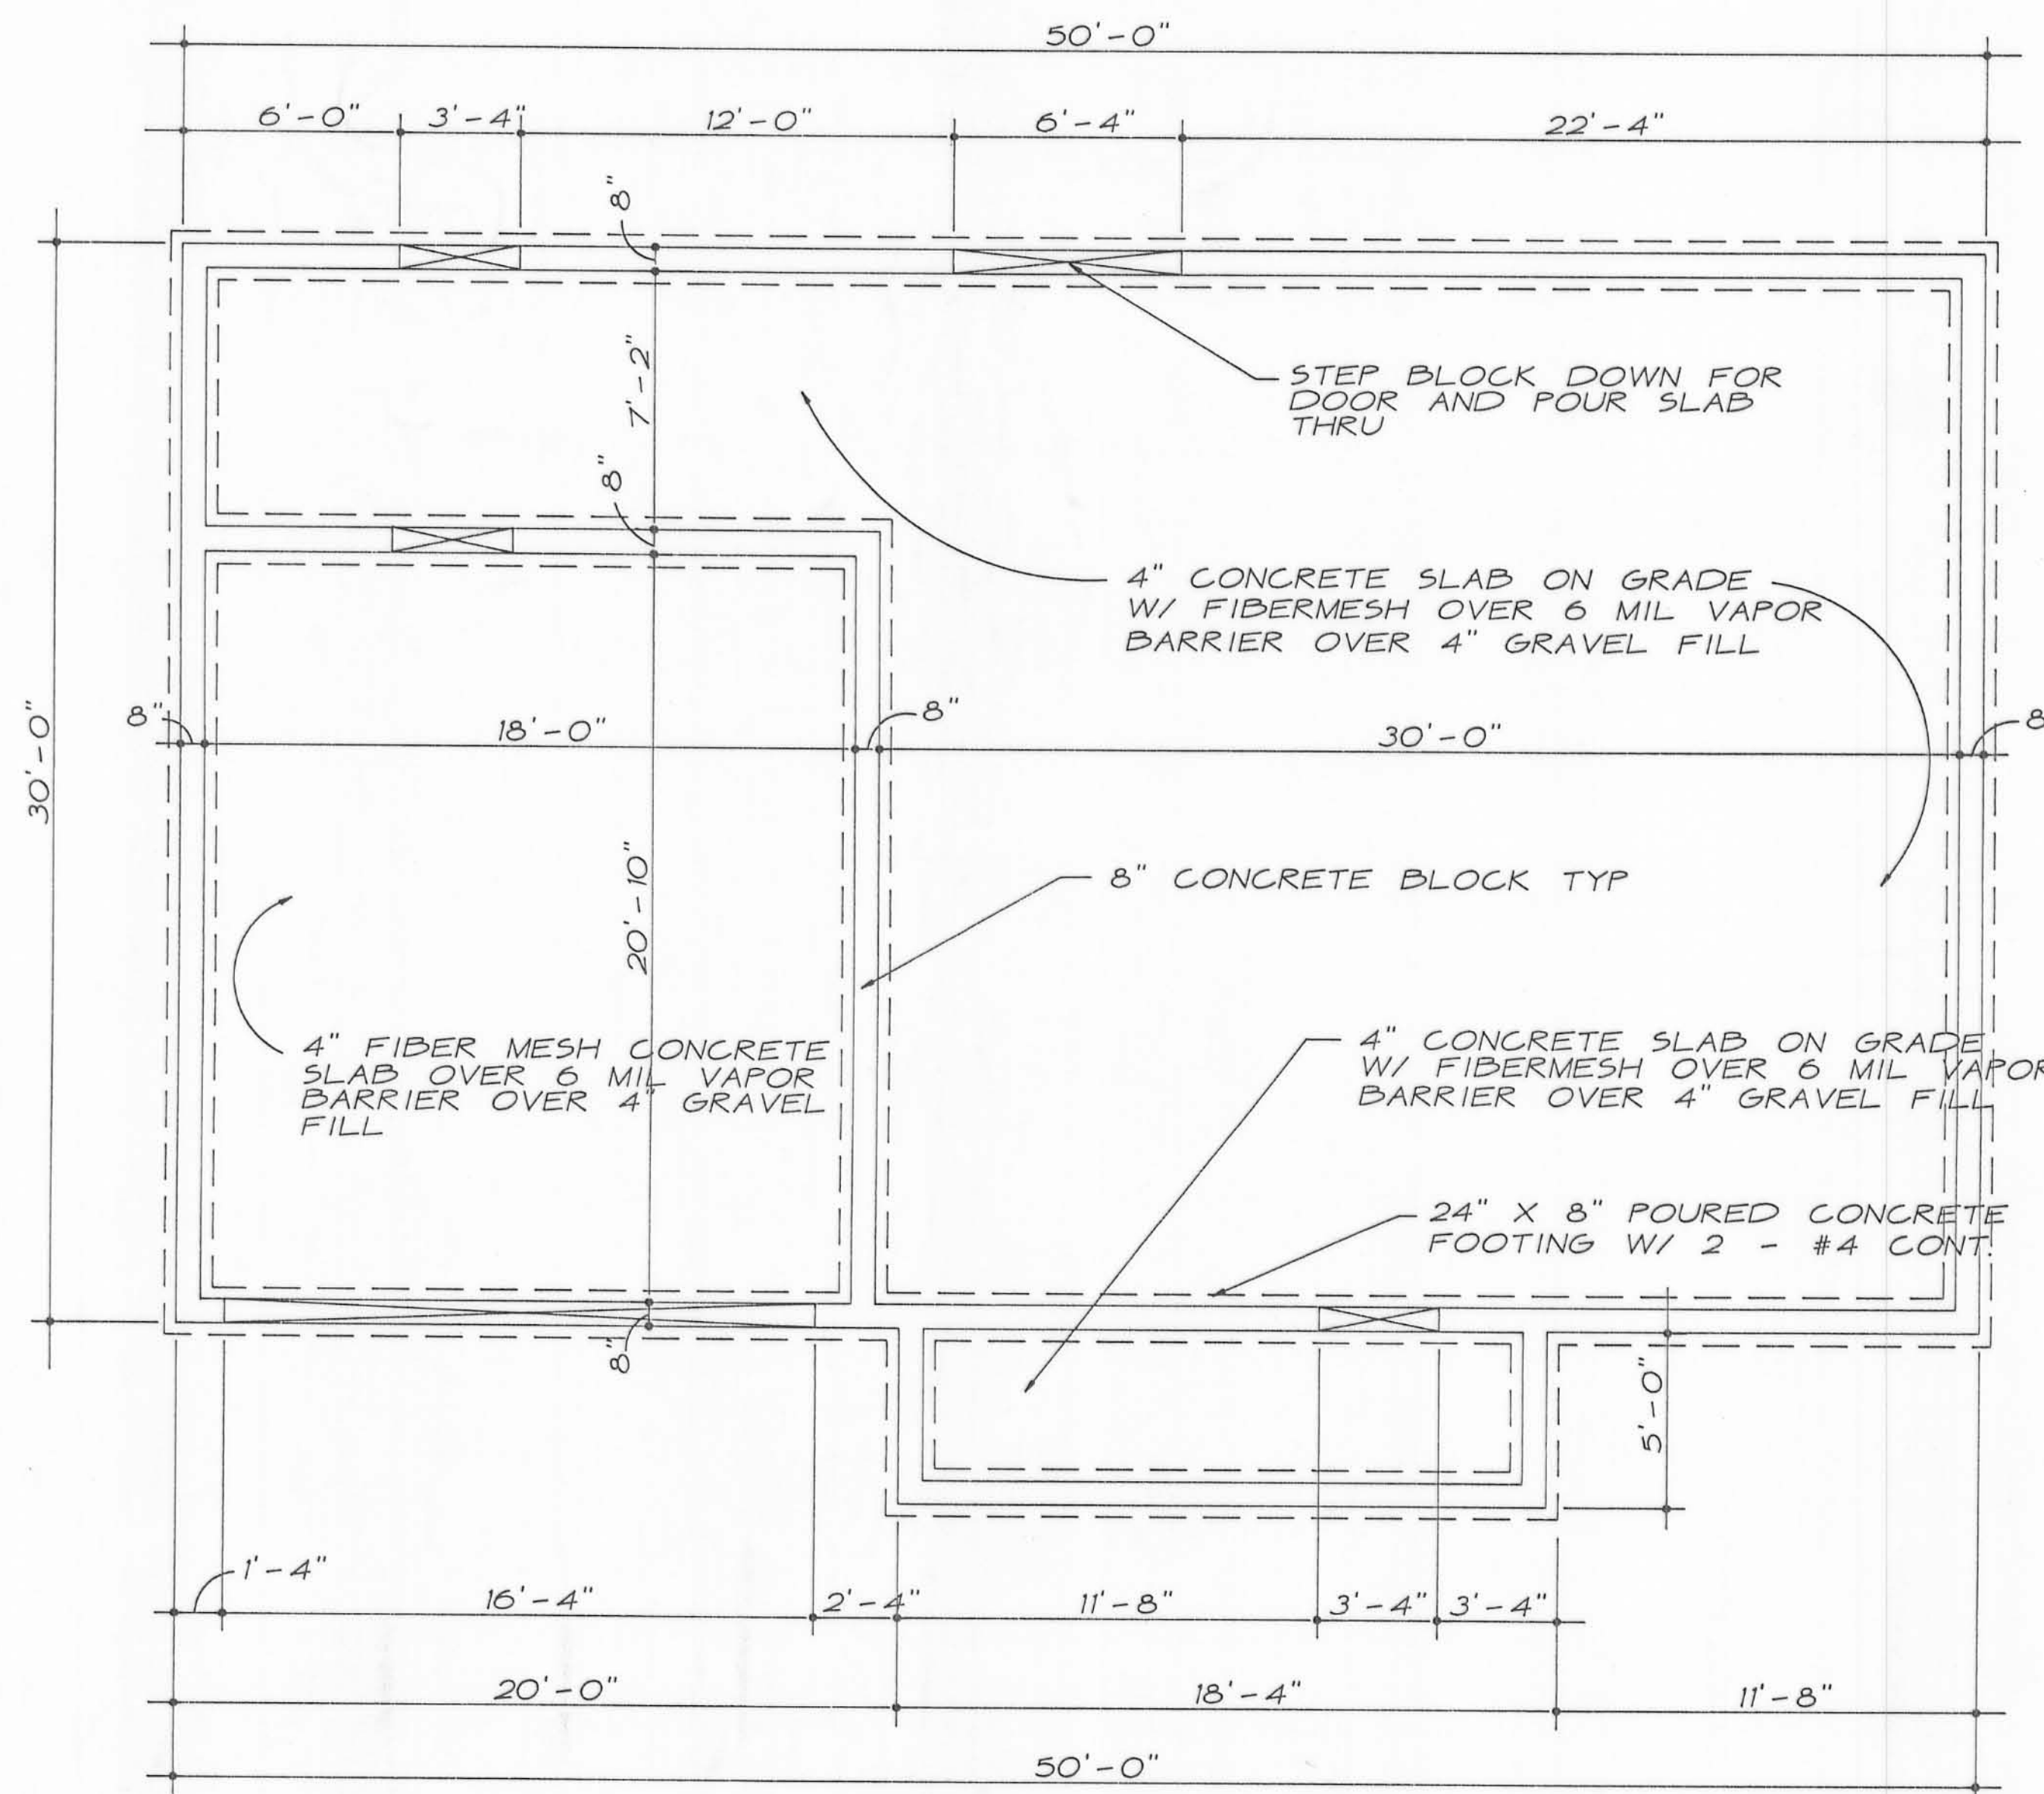 50'-0"
6'-0" 3'-4" 12'-0" 6'-4" 22'-4"
8"
7'-2"
STEP BLOCK DOWN FOR
DOOR AND POUR SLAB
THRU
8"
4" CONCRETE SLAB ON GRADE
W/ FIBERMESH OVER 6 MIL VAPOR
BARRIER OVER 4" GRAVEL FILL
30'-0"
8" 18'-0" 8" 30'-0" 8
20'-10"
8" CONCRETE BLOCK TYP
4" FIBER MESH CONCRETE
SLAB OVER 6 MIL VAPOR
BARRIER OVER 4" GRAVEL
FILL
4" CONCRETE SLAB ON GRADE
W/ FIBERMESH OVER 6 MIL VAPOR
BARRIER OVER 4" GRAVEL FILL
24" X 8" POURED CONCRETE
FOOTING W/ 2 - #4 CONT.
8"
5'-0"
1'-4"
16'-4" 2'-4" 11'-8" 3'-4" 3'-4"
20'-0" 18'-4" 11'-8"
50'-0"